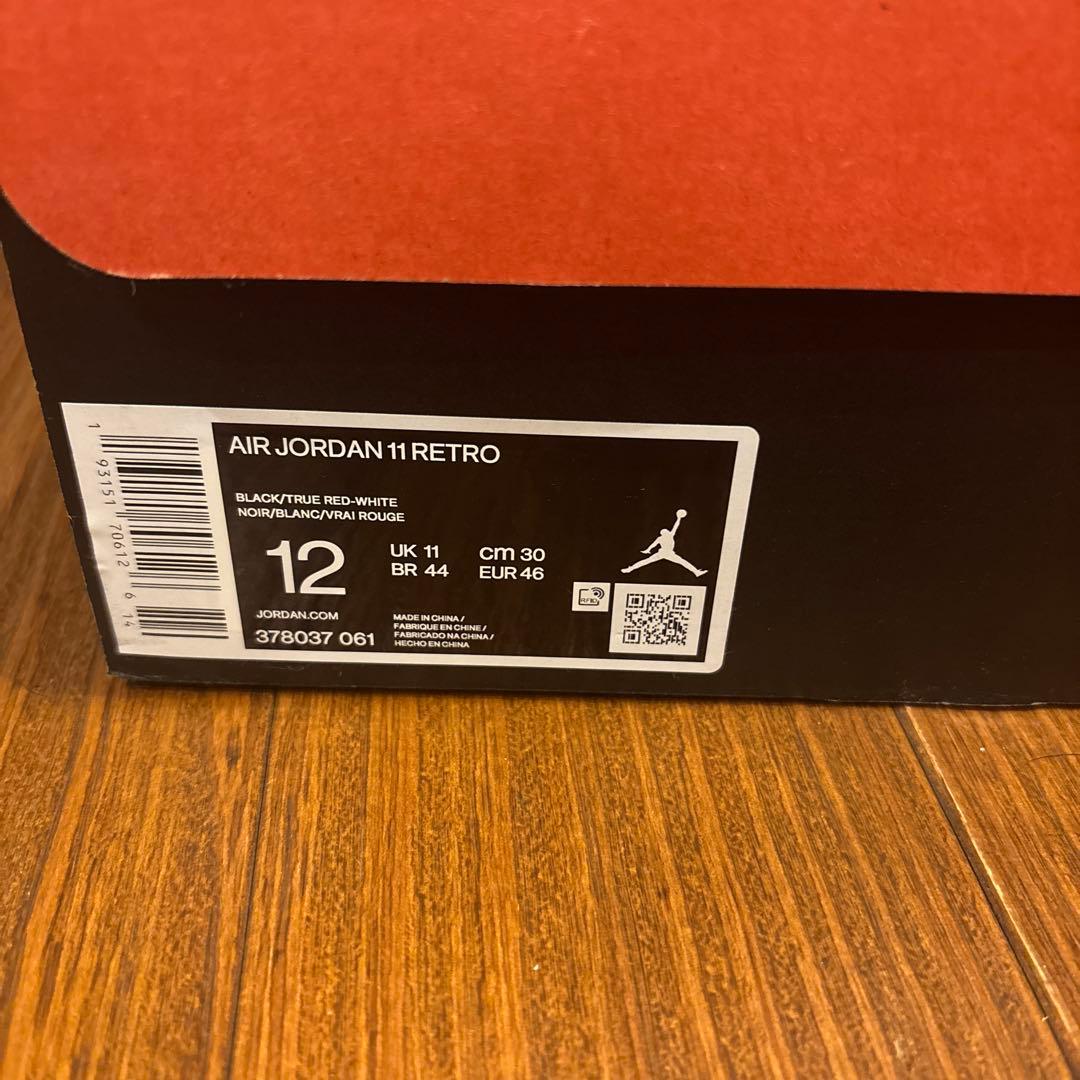 AIR JORDAN 11 RETRO
BLACK/TRUE RED-WHITE
NOIR/BLANC/VRAI ROUGE
12
UK 11 cm 30
BR 44 EUR 46
JORDAN.COM
378037 061
MADE IN CHINA /
FABRIQUE EN CHINE /
FABRICADO NA CHINA /
HECHO EN CHINA
RFID
1 93151 70612 6 14